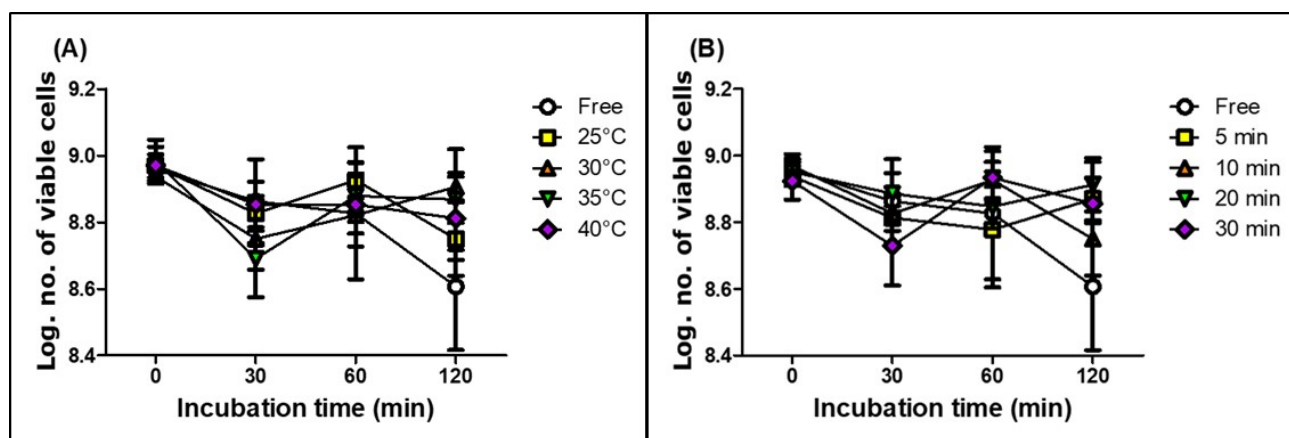 (A)
Log. no. of viable cells
9.2
9.0
8.8
8.6
8.4
0 30 60 120
Incubation time (min)
Free
25°C
30°C
35°C
40°C
(B)
Log. no. of viable cells
9.2
9.0
8.8
8.6
8.4
0 30 60 120
Incubation time (min)
Free
5 min
10 min
20 min
30 min